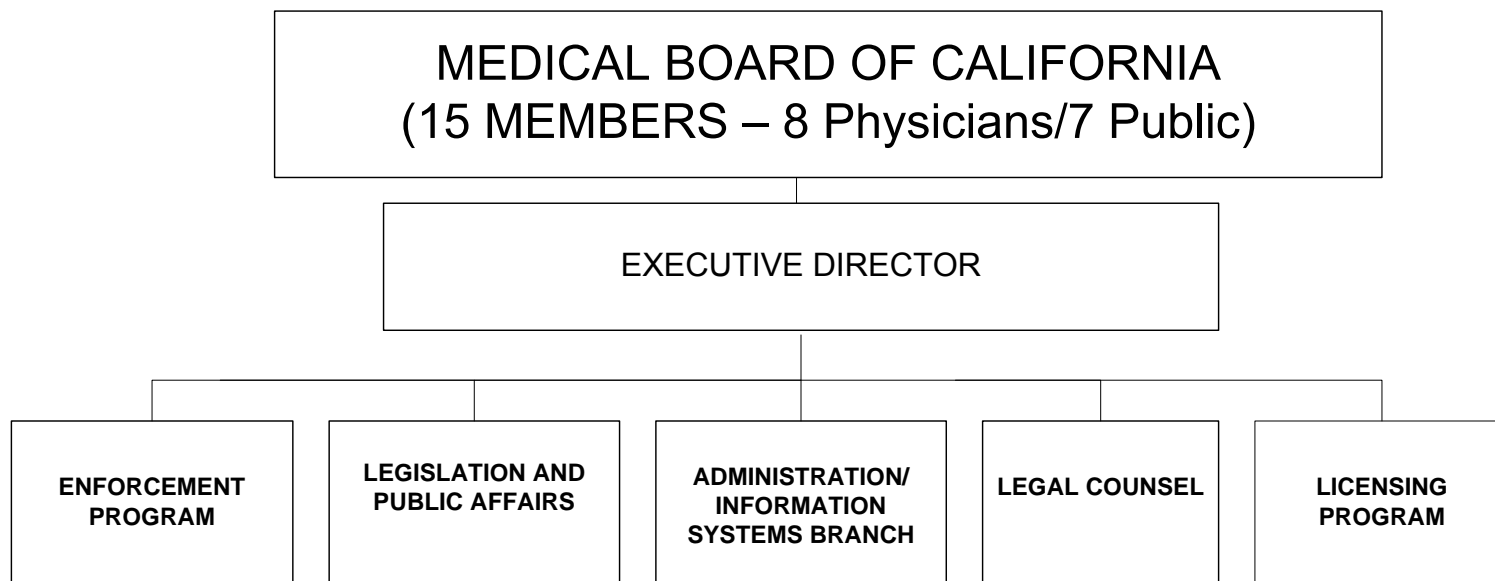 MEDICAL BOARD OF CALIFORNIA
(15 MEMBERS – 8 Physicians/7 Public)
EXECUTIVE DIRECTOR
ENFORCEMENT
PROGRAM
LEGISLATION AND
PUBLIC AFFAIRS
ADMINISTRATION/
INFORMATION
SYSTEMS BRANCH
LEGAL COUNSEL
LICENSING
PROGRAM